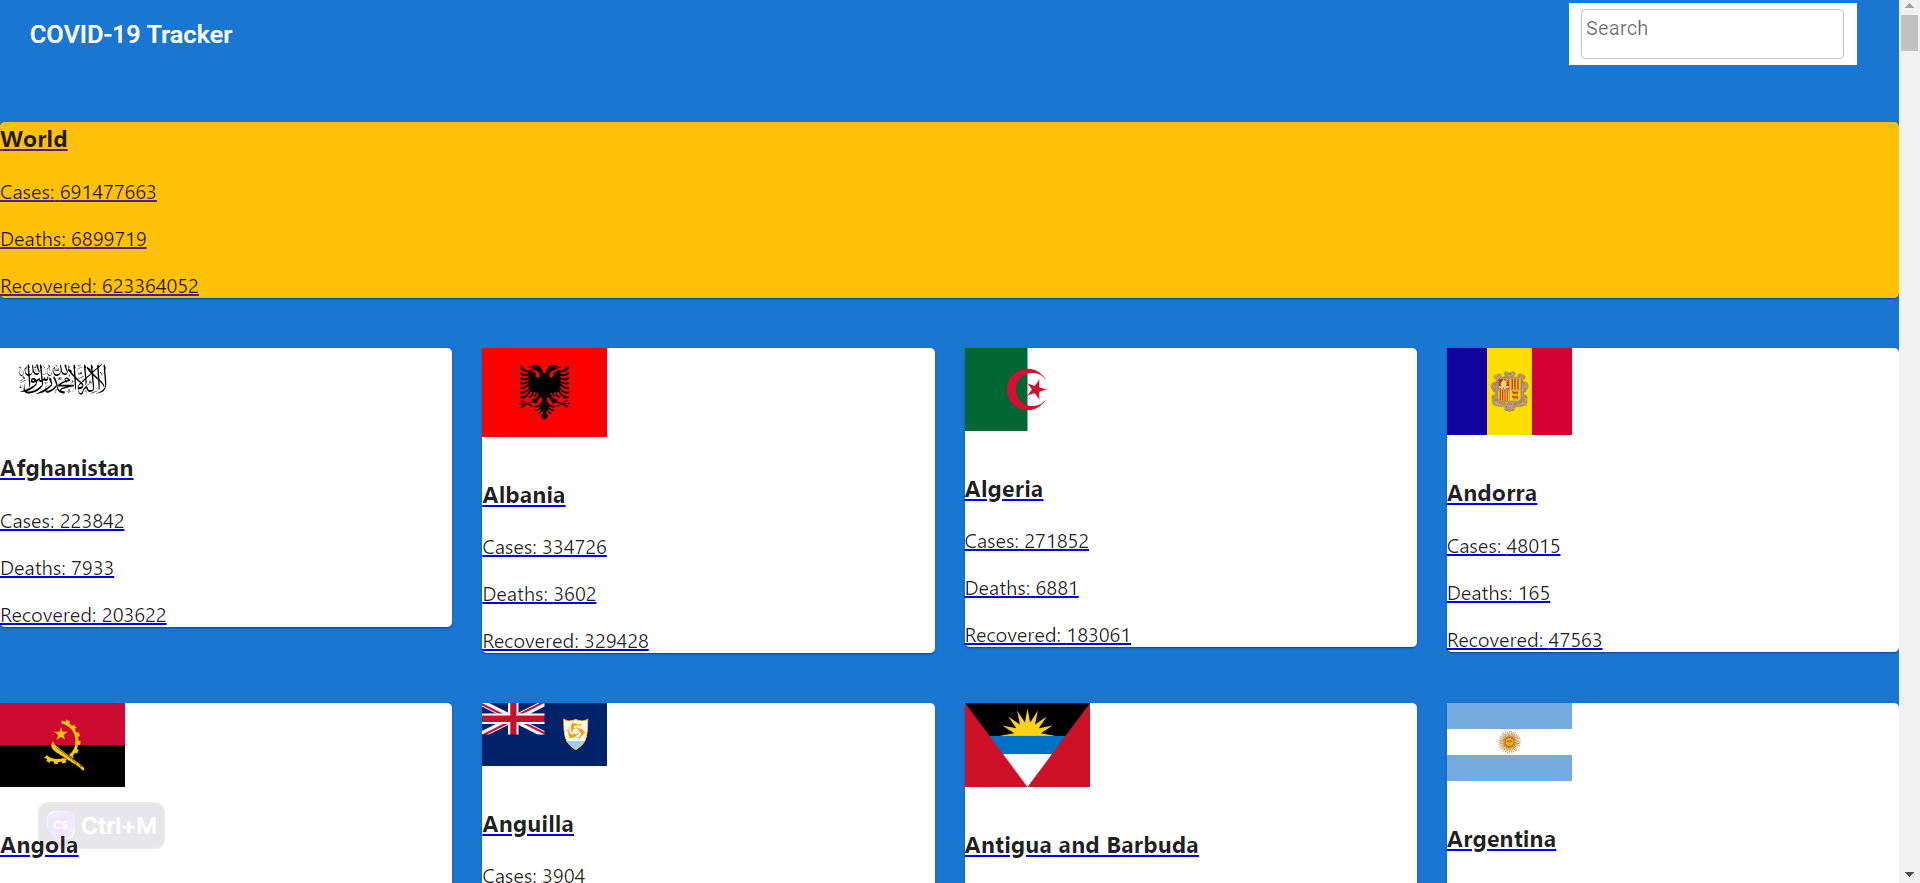 COVID-19 Tracker
Search
World
Cases: 691477663
Deaths: 6899719
Recovered: 623364052
Afghanistan
Cases: 223842
Deaths: 7933
Recovered: 203622
Albania
Cases: 334726
Deaths: 3602
Recovered: 329428
Algeria
Cases: 271852
Deaths: 6881
Recovered: 183061
Andorra
Cases: 48015
Deaths: 165
Recovered: 47563
CS Ctrl+M
Angola
Anguilla
Cases: 3904
Antigua and Barbuda
Argentina